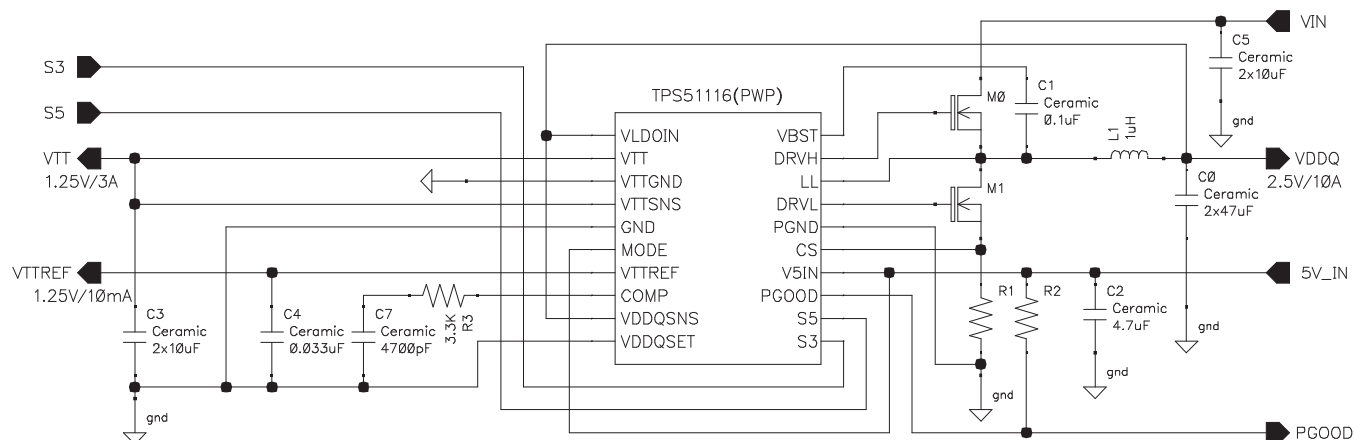 VIN
C5
Ceramic
2x10uF
gnd
S3
S5
VTT
1.25V/3A
VTTREF
1.25V/10mA
C3
Ceramic
2x10uF
gnd
C4
Ceramic
0.033uF
C7
Ceramic
4700pF
3.3K
R3
TPS51116(PWP)
VLDOIN
VTT
VTTGND
VTTSNS
GND
MODE
VTTREF
COMP
VDDQSNS
VDDQSET
VBST
DRVH
LL
DRVL
PGND
CS
V5IN
PGOOD
S5
S3
M0
C1
Ceramic
0.1uF
M1
L1
1uH
VDDQ
2.5V/10A
C0
Ceramic
2x47uF
gnd
5V_IN
R1
R2
C2
Ceramic
4.7uF
gnd
gnd
PGOOD